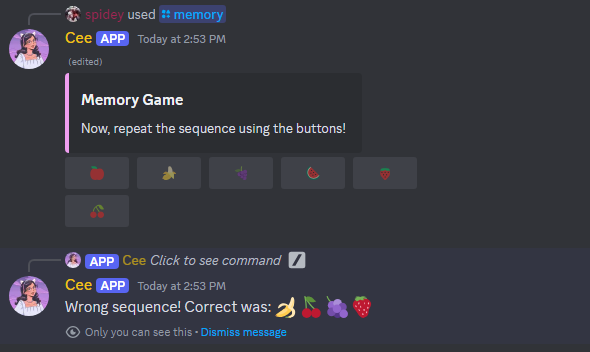 spidey used memory
Cee APP Today at 2:53 PM
(edited)
Memory Game
Now, repeat the sequence using the buttons!
APP Cee Click to see command
Cee APP Today at 2:53 PM
Wrong sequence! Correct was: 🍌🍒🍇🍓
Only you can see this • Dismiss message